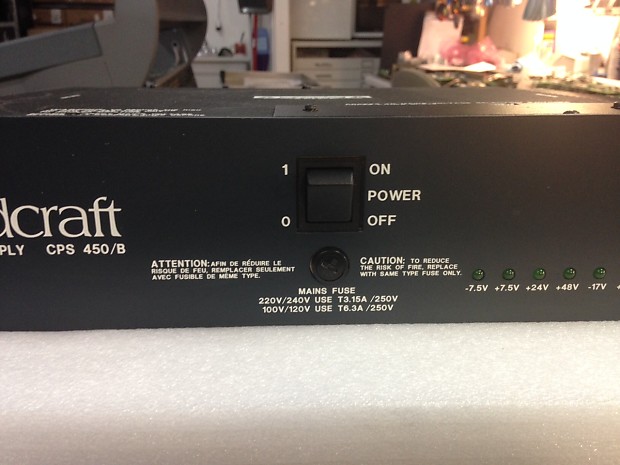 1 ON
POWER
0 OFF
dcraft
PLY CPS 450/B
ATTENTION: AFIN DE RÉDUIRE LE
RISQUE DE FEU, REMPLACER SEULEMENT
AVEC FUSIBLE DE MÊME TYPE.
CAUTION: TO REDUCE
THE RISK OF FIRE, REPLACE
WITH SAME TYPE FUSE ONLY.
MAINS FUSE
220V/240V USE T3.15A /250V
100V/120V USE T6.3A /250V
-7.5V +7.5V +24V +48V -17V +